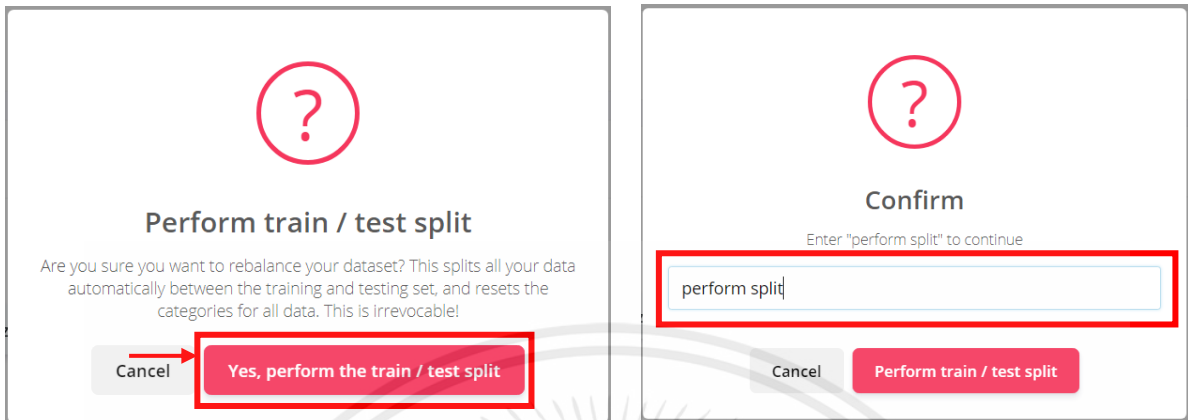 ?
Perform train / test split
Are you sure you want to rebalance your dataset? This splits all your data
automatically between the training and testing set, and resets the
categories for all data. This is irrevocable!
Cancel
Yes, perform the train / test split
?
Confirm
Enter "perform split" to continue
perform split
Cancel
Perform train / test split